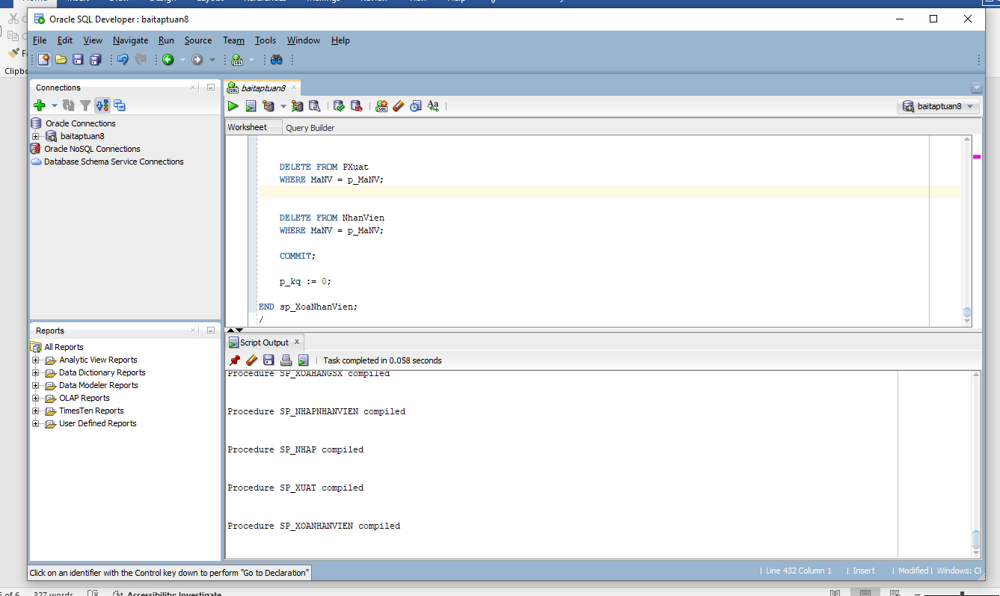 Clipbo
Oracle SQL Developer : baitaptuan8
File Edit View Navigate Run Source Team Tools Window Help
Connections
Oracle Connections
baitaptuan8
Oracle NoSQL Connections
Database Schema Service Connections
Reports
All Reports
Analytic View Reports
Data Dictionary Reports
Data Modeler Reports
OLAP Reports
TimesTen Reports
User Defined Reports
baitaptuan8
baitaptuan8
Worksheet Query Builder
DELETE FROM PXuat
WHERE MaNV = p_MaNV;
DELETE FROM NhanVien
WHERE MaNV = p_MaNV;
COMMIT;
p_kq := 0;
END sp_XoaNhanVien;
/
Script Output
Task completed in 0.058 seconds
Procedure SP_XOAHANGSX compiled
Procedure SP_NHAPNHANVIEN compiled
Procedure SP_NHAP compiled
Procedure SP_XUAT compiled
Procedure SP_XOANHANVIEN compiled
Click on an identifier with the Control key down to perform "Go to Declaration"
| Line 432 Column 1 | Insert | Modified | Windows: CF
of 6 327 words Accessibility: Investigate